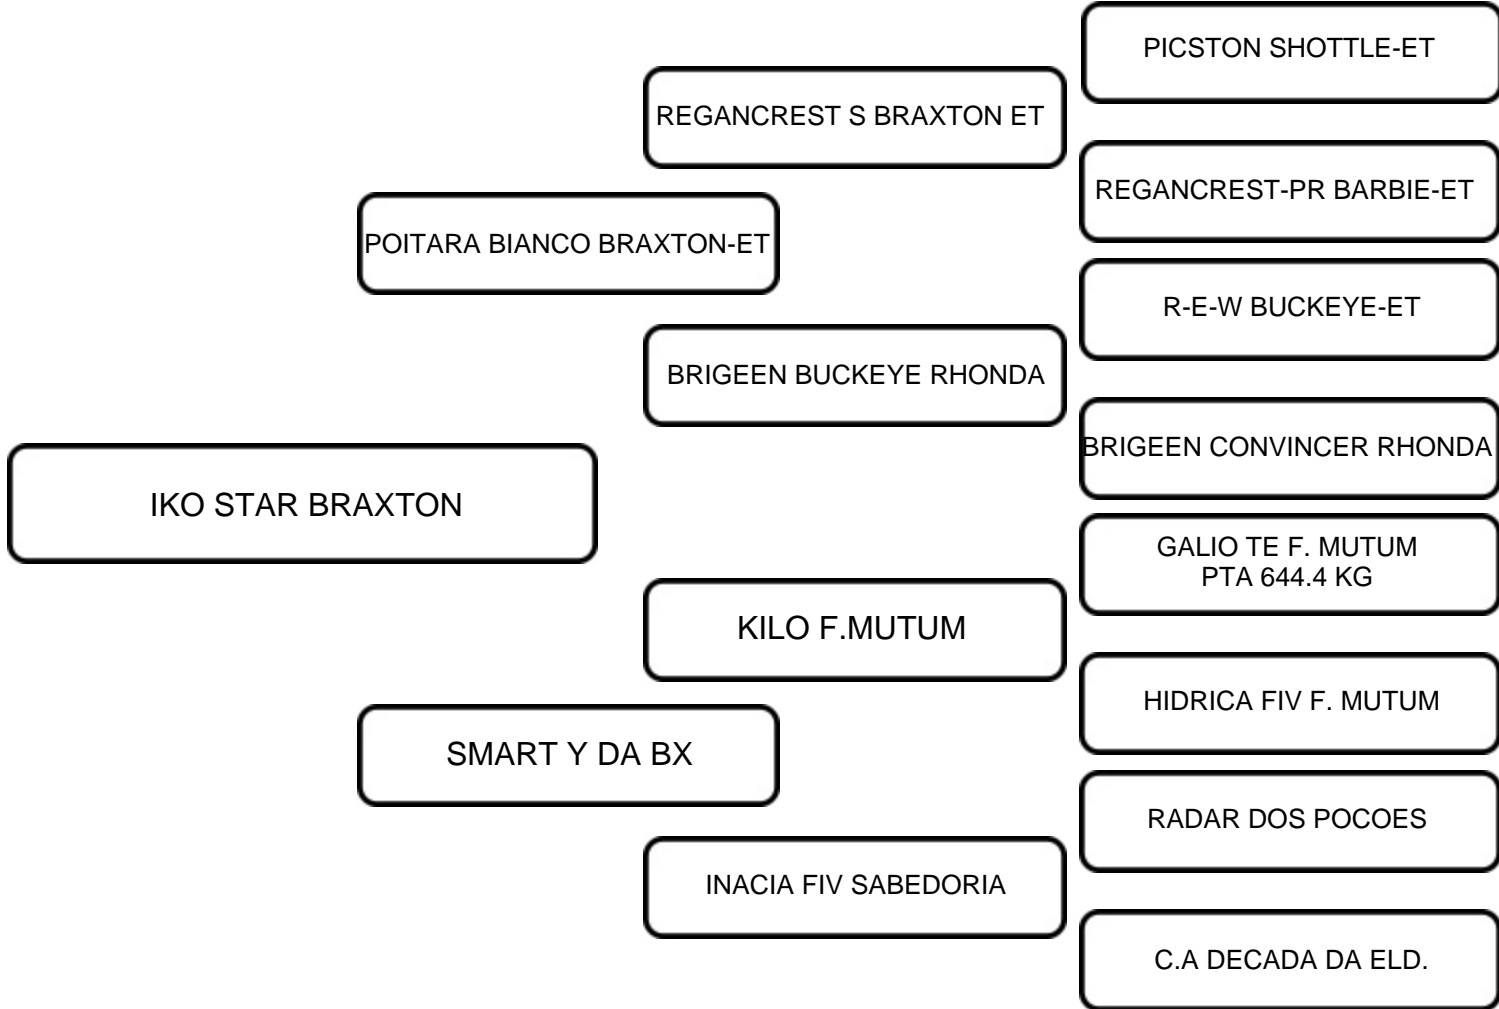 PICSTON SHOTTLE-ET
REGANCREST S BRAXTON ET
REGANCREST-PR BARBIE-ET
POITARA BIANCO BRAXTON-ET
R-E-W BUCKEYE-ET
BRIGEEN BUCKEYE RHONDA
BRIGEEN CONVINCER RHONDA
IKO STAR BRAXTON
GALIO TE F. MUTUM
PTA 644.4 KG
KILO F.MUTUM
HIDRICA FIV F. MUTUM
SMART Y DA BX
RADAR DOS POCOES
INACIA FIV SABEDORIA
C.A DECADA DA ELD.